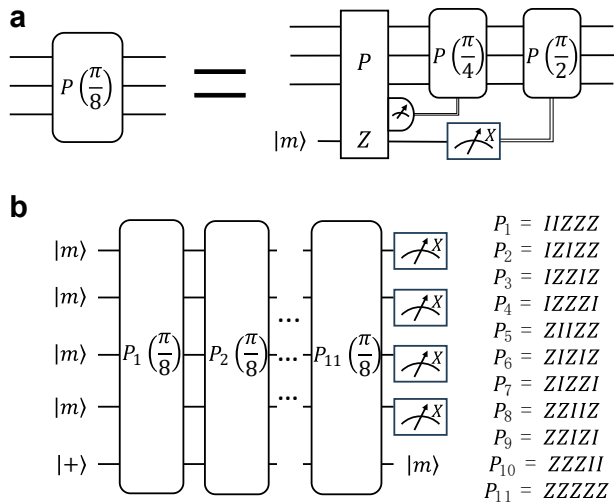 a
P(π/8)
=
P
Z
P(π/4)
P(π/2)
|m⟩
X
b
|m⟩
|m⟩
|m⟩
|m⟩
|+⟩
P₁(π/8)
P₂(π/8)
...
...
...
P₁₁(π/8)
X
X
X
X
|m⟩
P₁ = IIZZZ
P₂ = IZIZZ
P₃ = IZZIZ
P₄ = IZZZI
P₅ = ZIIZZ
P₆ = ZIZIZ
P₇ = ZIZZI
P₈ = ZZIIZ
P₉ = ZZIZI
P₁₀ = ZZZII
P₁₁ = ZZZZZ